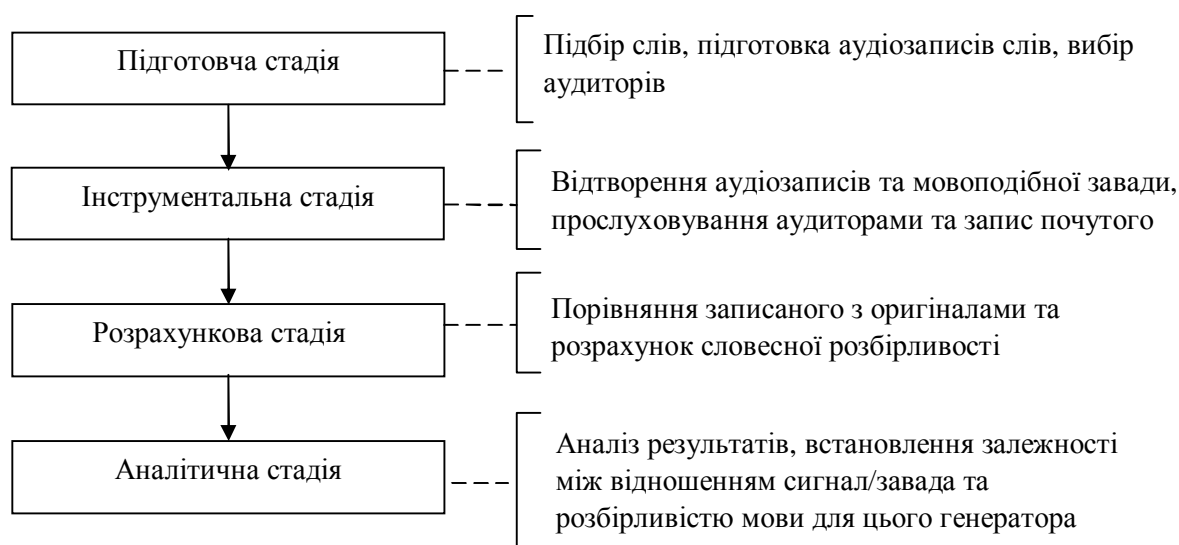 Підготовча стадія
Підбір слів, підготовка аудіозаписів слів, вибір
аудиторів
Інструментальна стадія
Відтворення аудіозаписів та мовоподібної завади,
прослуховування аудиторами та запис почутого
Розрахункова стадія
Порівняння записаного з оригіналами та
розрахунок словесної розбірливості
Аналітична стадія
Аналіз результатів, встановлення залежності
між відношенням сигнал/завада та
розбірливістю мови для цього генератора